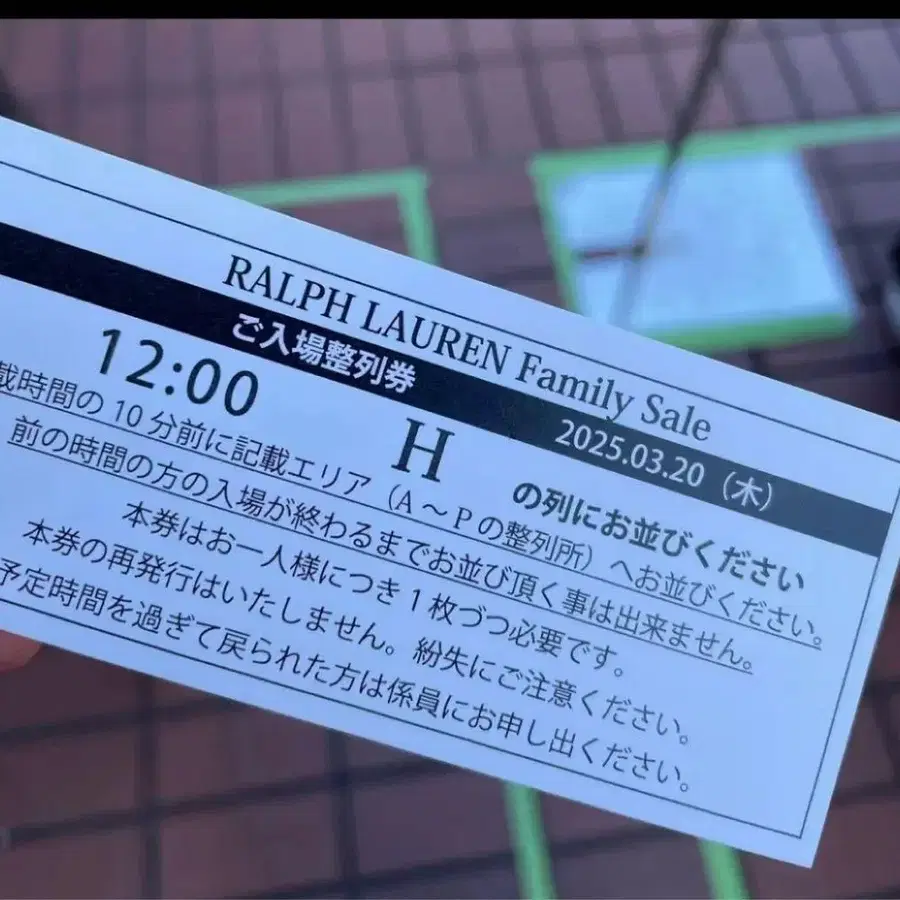 RALPH LAUREN Family Sale
ご入場整列券 2025.03.20（木）
12:00 H の列にお並びください
載時間の10分前に記載エリア（A～Pの整列所）へお並びください。
前の時間の方の入場が終わるまでお並び頂く事は出来ません。
本券はお一人様につき1枚づつ必要です。
本券の再発行はいたしません。紛失にご注意ください。
予定時間を過ぎて戻られた方は係員にお申し出ください。